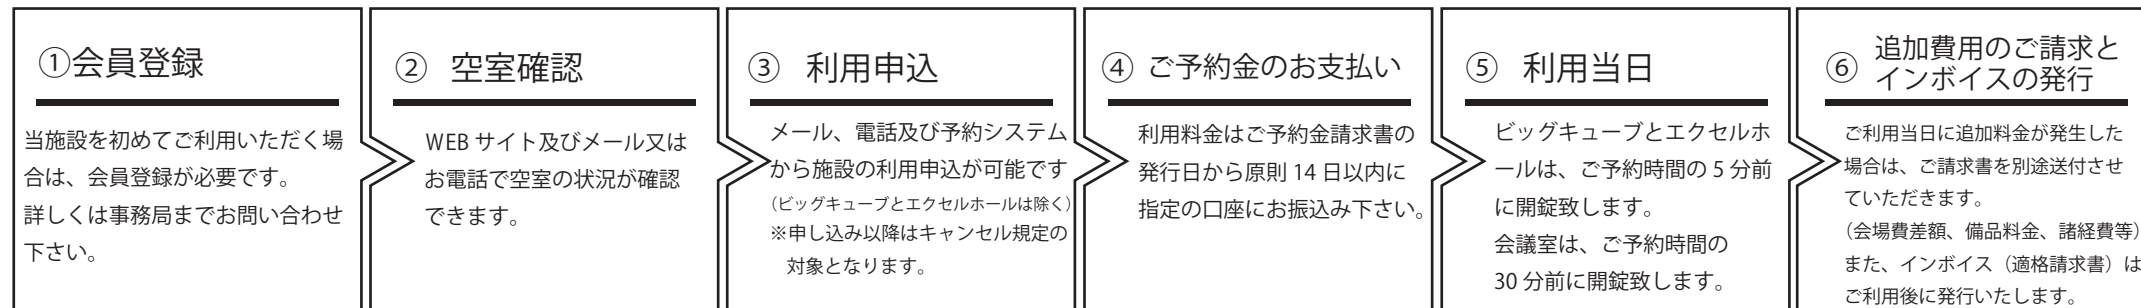 ①会員登録
当施設を初めてご利用いただく場
合は、会員登録が必要です。
詳しくは事務局までお問い合わせ
下さい。
② 空室確認
WEB サイト及びメール又は
お電話で空室の状況が確認
できます。
③ 利用申込
メール、電話及び予約システム
から施設の利用申込が可能です
（ビッグキューブとエクセルホールは除く）
※申し込み以降はキャンセル規定の
対象となります。
④ ご予約金のお支払い
利用料金はご予約金請求書の
発行日から原則 14 日以内に
指定の口座にお振込み下さい。
⑤ 利用当日
ビッグキューブとエクセルホ
ールは、ご予約時間の 5 分前
に開錠致します。
会議室は、ご予約時間の
30 分前に開錠致します。
⑥ 追加費用のご請求と
インボイスの発行
ご利用当日に追加料金が発生した
場合は、ご請求書を別途送付させ
ていただきます。
（会場費差額、備品料金、諸経費等）
また、インボイス（適格請求書）は
ご利用後に発行いたします。